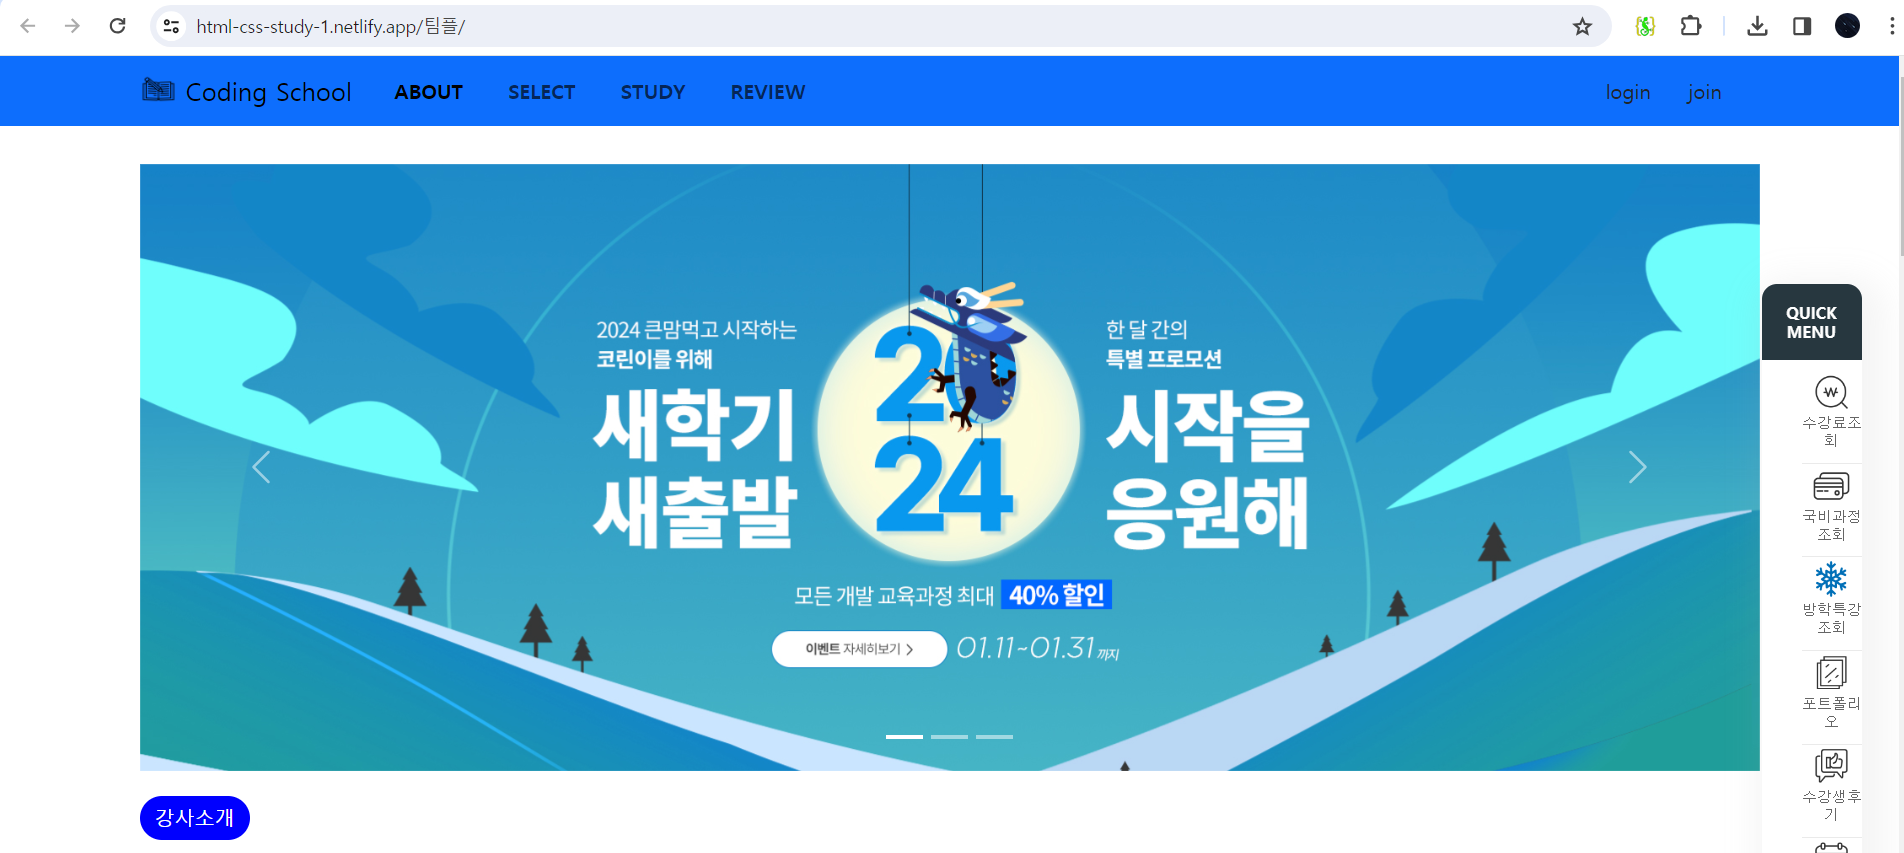 html-css-study-1.netlify.app/팀플/
Coding School
ABOUT
SELECT
STUDY
REVIEW
login
join
2024 큰맘먹고 시작하는
코린이를 위해
새학기
새출발
2024
한 달 간의
특별 프로모션
시작을
응원해
모든 개발 교육과정 최대 40% 할인
이벤트 자세히보기 >
01.11~01.31 까지
QUICK
MENU
수강료조
회
국비과정
조회
방학특강
조회
포트폴리
오
수강생후
기
강사소개